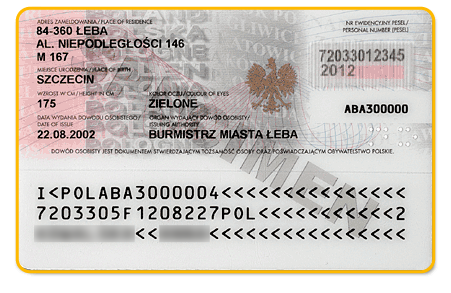 ADRES ZAMELDOWANIA / PLACE OF RESIDENCE
84-360 ŁEBA
AL. NIEPODLEGŁOŚCI 146
M 167
MIEJSCE URODZENIA / PLACE OF BIRTH
SZCZECIN
WZROST W CM / HEIGHT IN CM
175
KOLOR OCZU / COLOUR OF EYES
ZIELONE
DATA WYDANIA DOWODU OSOBISTEGO / DATE OF ISSUE
22.08.2002
ORGAN WYDAJĄCY DOWÓD OSOBISTY / ISSUING AUTHORITY
BURMISTRZ MIASTA ŁEBA
NR EWIDENCYJNY PESEL /
PERSONAL NUMBER (PESEL)
72033012345
2012
ABA300000
DOWÓD OSOBISTY JEST DOKUMENTEM STWIERDZAJĄCYM TOŻSAMOŚĆ OSOBY ORAZ POŚWIADCZAJĄCYM OBYWATELSTWO POLSKIE.
SPECIMEN
I<POLABA3000004<<<<<<<<<<<<<<<
7203305F1208227POL<<<<<<<<<<<2